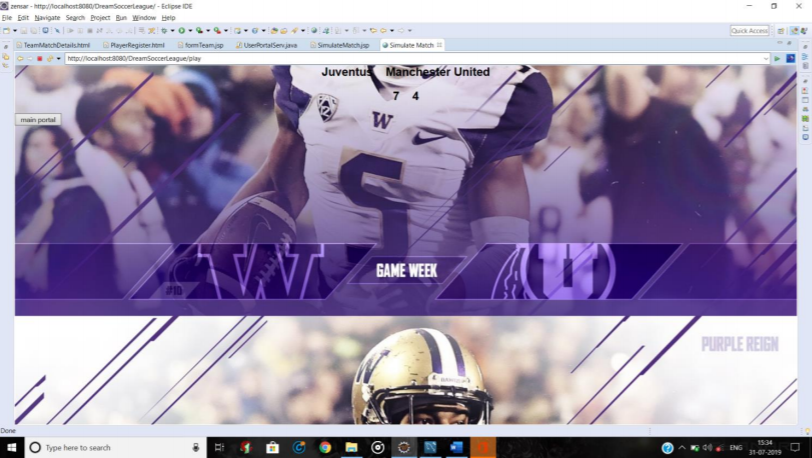 zensar - http://localhost:8080/DreamSoccerLeague/ - Eclipse IDE
File Edit Navigate Search Project Run Window Help
Quick Access
TeamMatchDetails.html PlayerRegister.html formTeam.jsp UserPortalServ.java SimulateMatch.jsp Simulate Match
http://localhost:8080/DreamSoccerLeague/play
Juventus Manchester United
7 4
main portal
W
5
W U
GAME WEEK
PURPLE REIGN
Done
Type here to search
ENG
15:34
31-07-2019